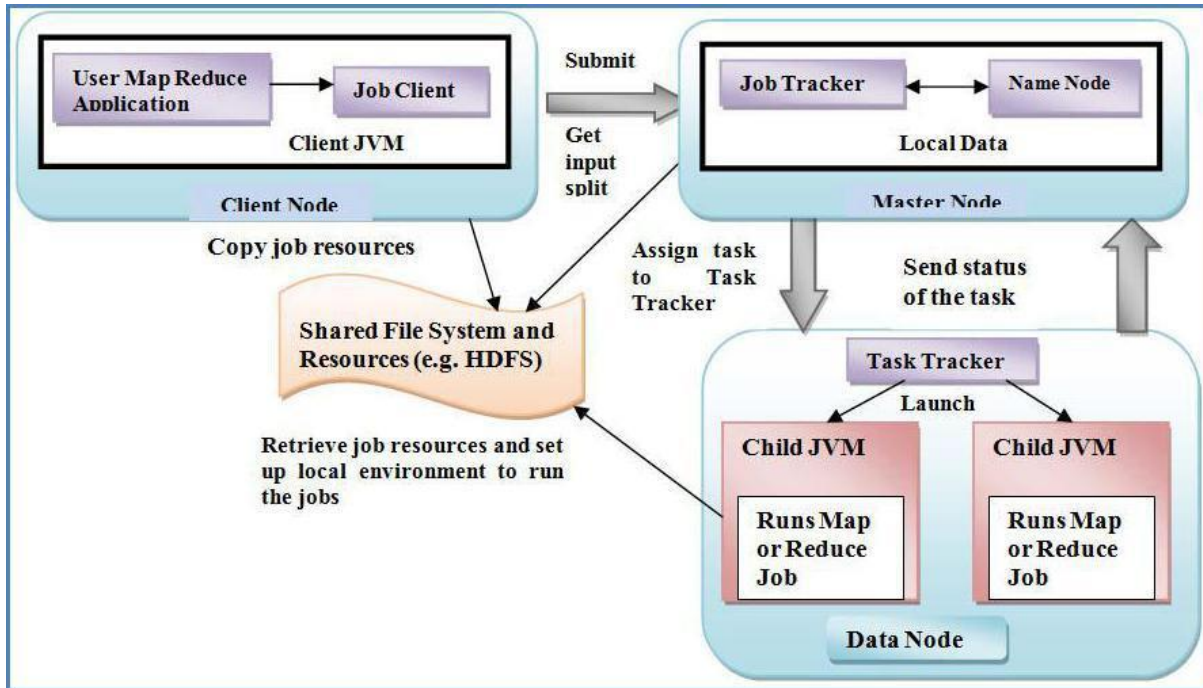 User Map Reduce
Application
Job Client
Client JVM
Client Node
Submit
Get
input
split
Job Tracker
Name Node
Local Data
Master Node
Copy job resources
Assign task
to Task
Tracker
Send status
of the task
Shared File System and
Resources (e.g. HDFS)
Retrieve job resources and set
up local environment to run
the jobs
Task Tracker
Launch
Child JVM
Runs Map
or Reduce
Job
Child JVM
Runs Map
or Reduce
Job
Data Node